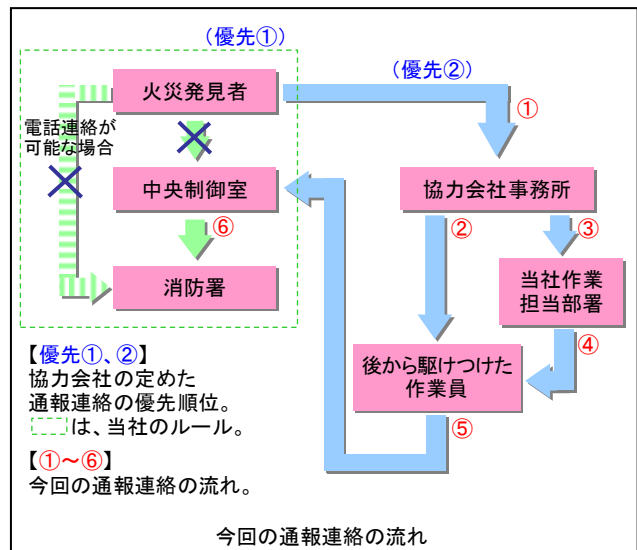 （優先①）
（優先②）
火災発見者
①
電話連絡が
可能な場合
中央制御室
協力会社事務所
⑥
②
③
消防署
当社作業
担当部署
④
【優先①、②】
協力会社の定めた
通報連絡の優先順位。
は、当社のルール。
後から駆けつけた
作業員
⑤
【①～⑥】
今回の通報連絡の流れ。
今回の通報連絡の流れ